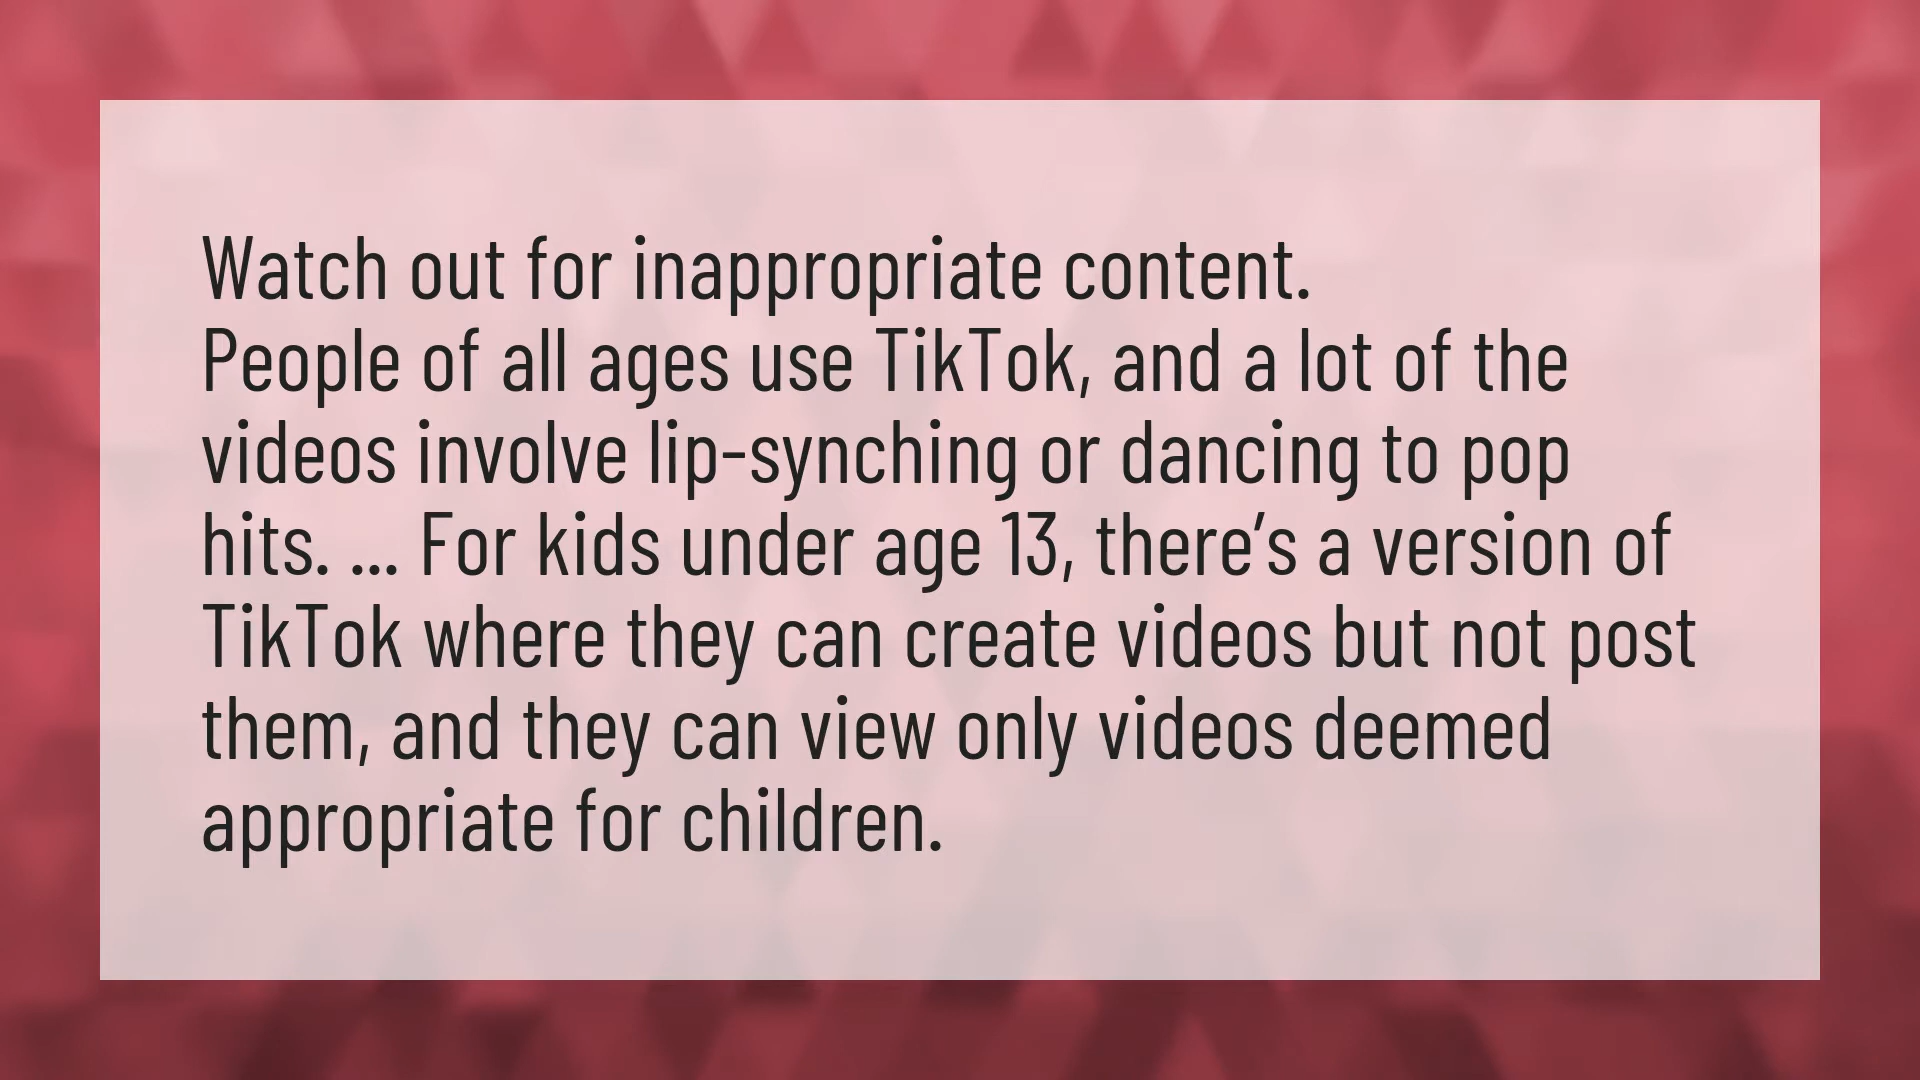 Watch out for inappropriate content.
People of all ages use TikTok, and a lot of the
videos involve lip-synching or dancing to pop
hits. ... For kids under age 13, there's a version of
TikTok where they can create videos but not post
them, and they can view only videos deemed
appropriate for children.